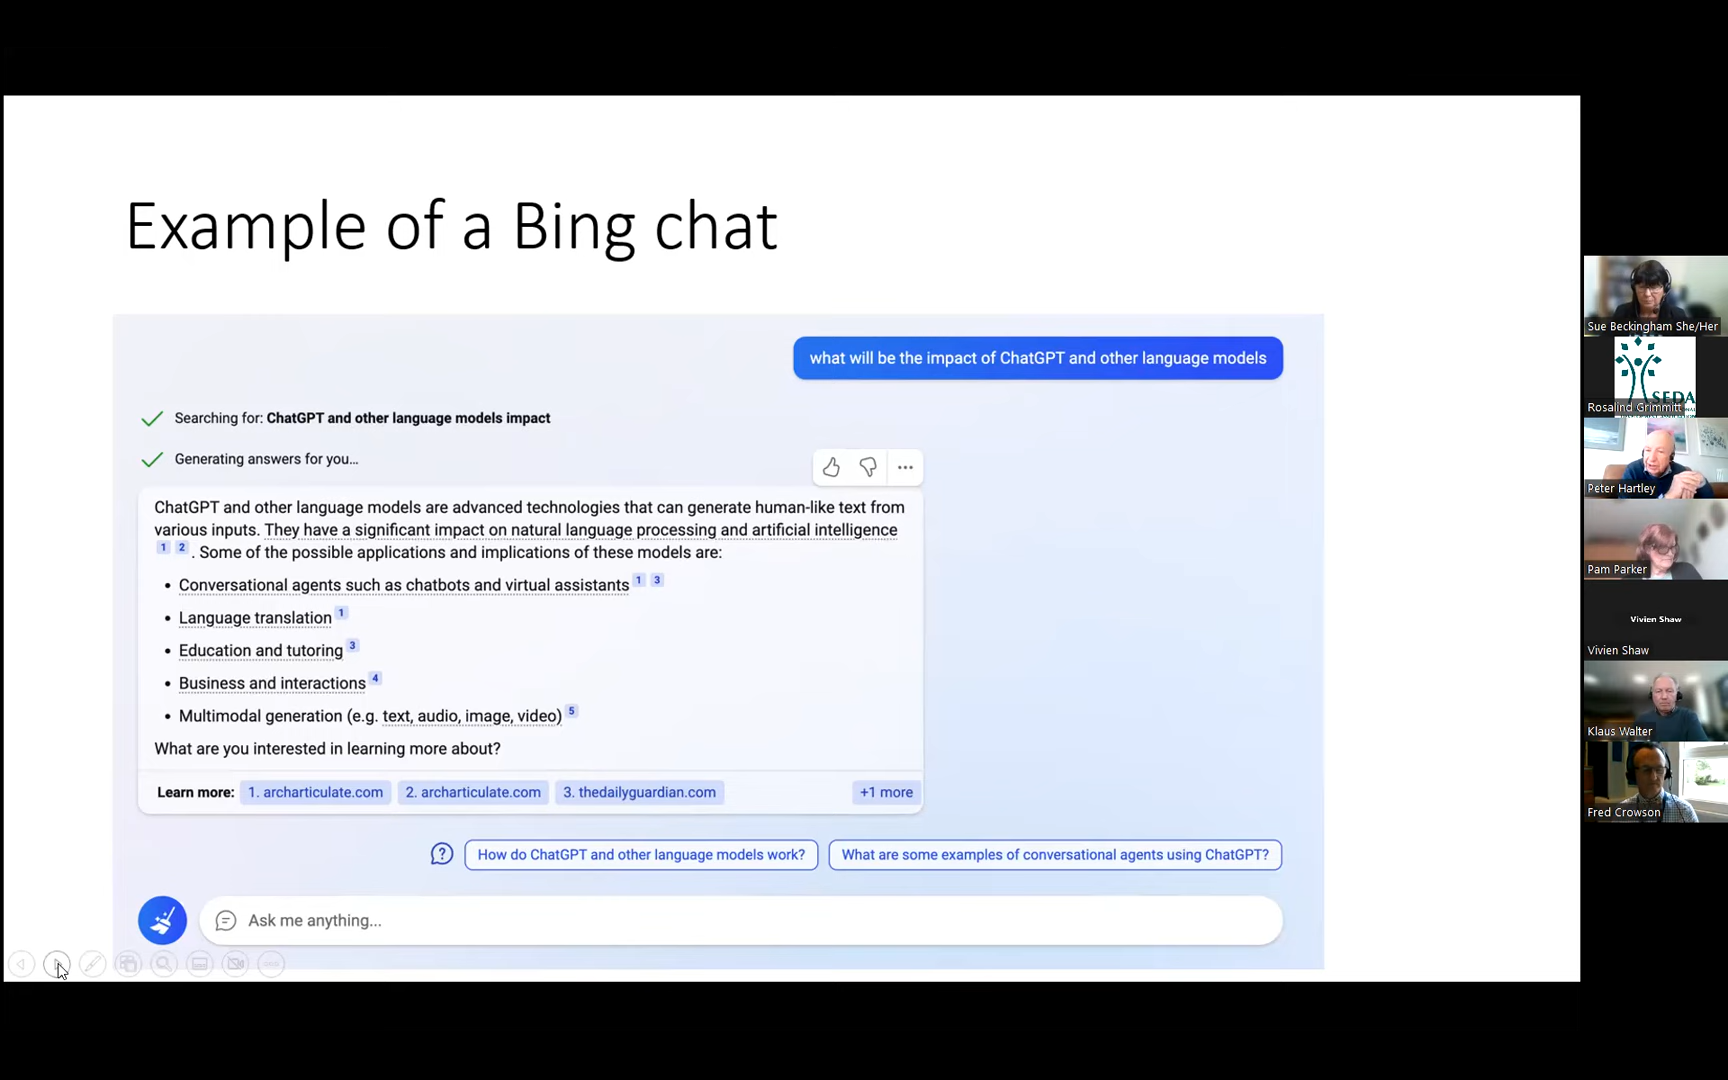 Example of a Bing chat
what will be the impact of ChatGPT and other language models
Searching for: ChatGPT and other language models impact
Generating answers for you...
ChatGPT and other language models are advanced technologies that can generate human-like text from
various inputs. They have a significant impact on natural language processing and artificial intelligence
1 2 . Some of the possible applications and implications of these models are:
• Conversational agents such as chatbots and virtual assistants 1 3
• Language translation 1
• Education and tutoring 3
• Business and interactions 4
• Multimodal generation (e.g. text, audio, image, video) 5
What are you interested in learning more about?
Learn more: 1. archarticulate.com 2. archarticulate.com 3. thedailyguardian.com +1 more
How do ChatGPT and other language models work? What are some examples of conversational agents using ChatGPT?
Ask me anything...
Sue Beckingham She/Her
SEDA
Rosalind Grimmitt
Peter Hartley
Pam Parker
Vivien Shaw
Vivien Shaw
Klaus Walter
Fred Crowson